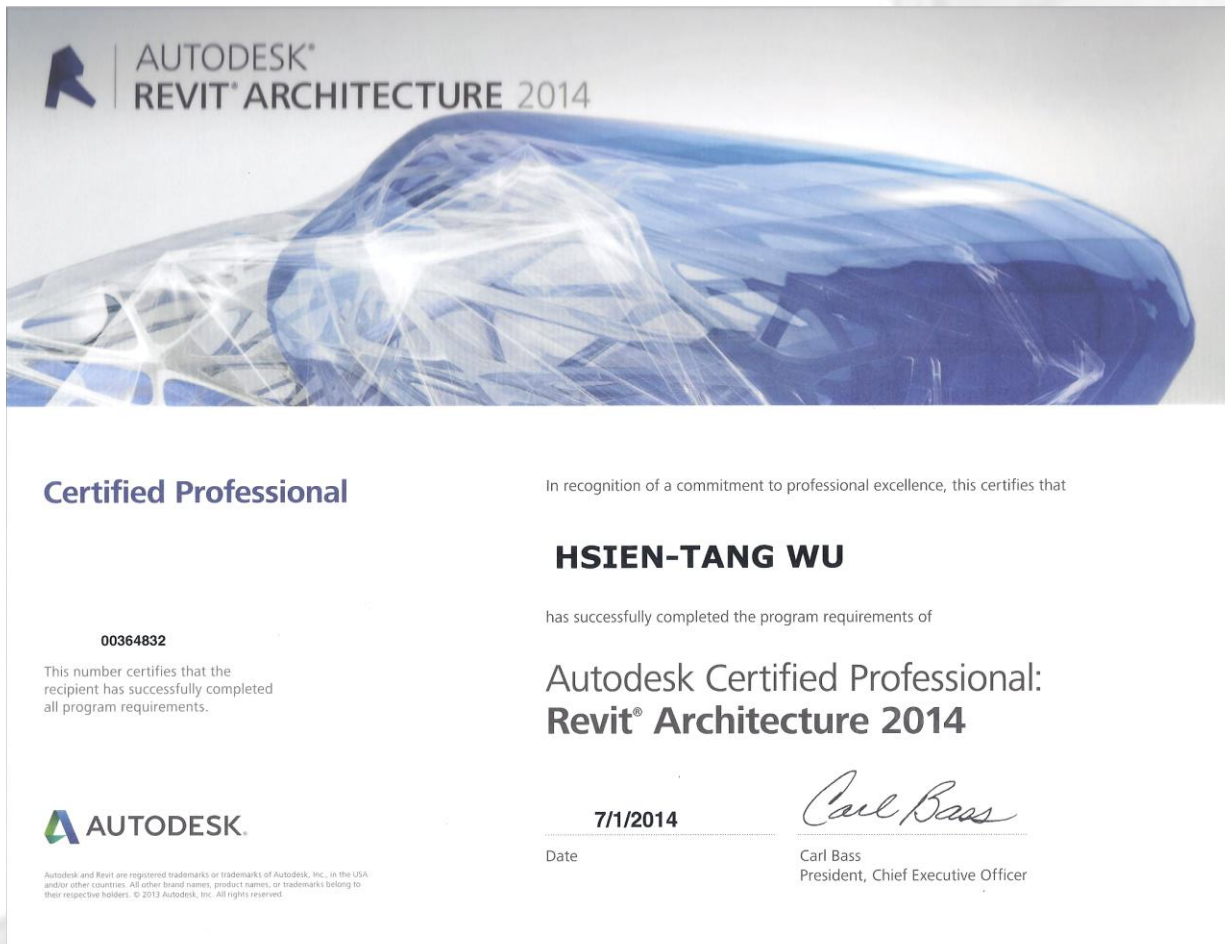 AUTODESK®
REVIT® ARCHITECTURE 2014
Certified Professional
00364832
This number certifies that the
recipient has successfully completed
all program requirements.
AUTODESK.
Autodesk and Revit are registered trademarks or trademarks of Autodesk, Inc., in the USA
and/or other countries. All other brand names, product names, or trademarks belong to
their respective holders. © 2013 Autodesk, Inc. All rights reserved.
In recognition of a commitment to professional excellence, this certifies that
HSIEN-TANG WU
has successfully completed the program requirements of
Autodesk Certified Professional:
Revit® Architecture 2014
7/1/2014
Date
Carl Bass
Carl Bass
President, Chief Executive Officer